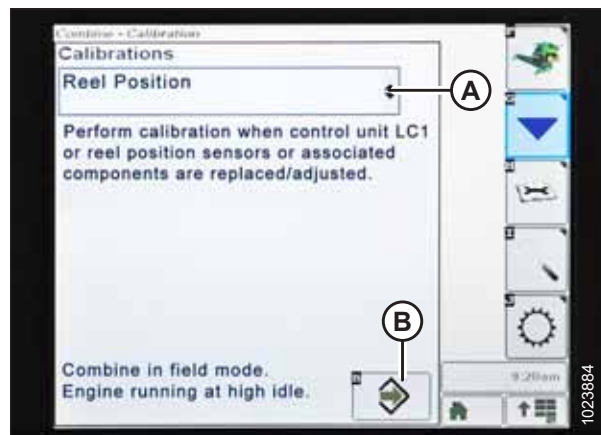 Combine - Calibration
Calibrations
Reel Position
A
Perform calibration when control unit LC1
or reel position sensors or associated
components are replaced/adjusted.
B
Combine in field mode.
Engine running at high idle.
9:20am
1023884